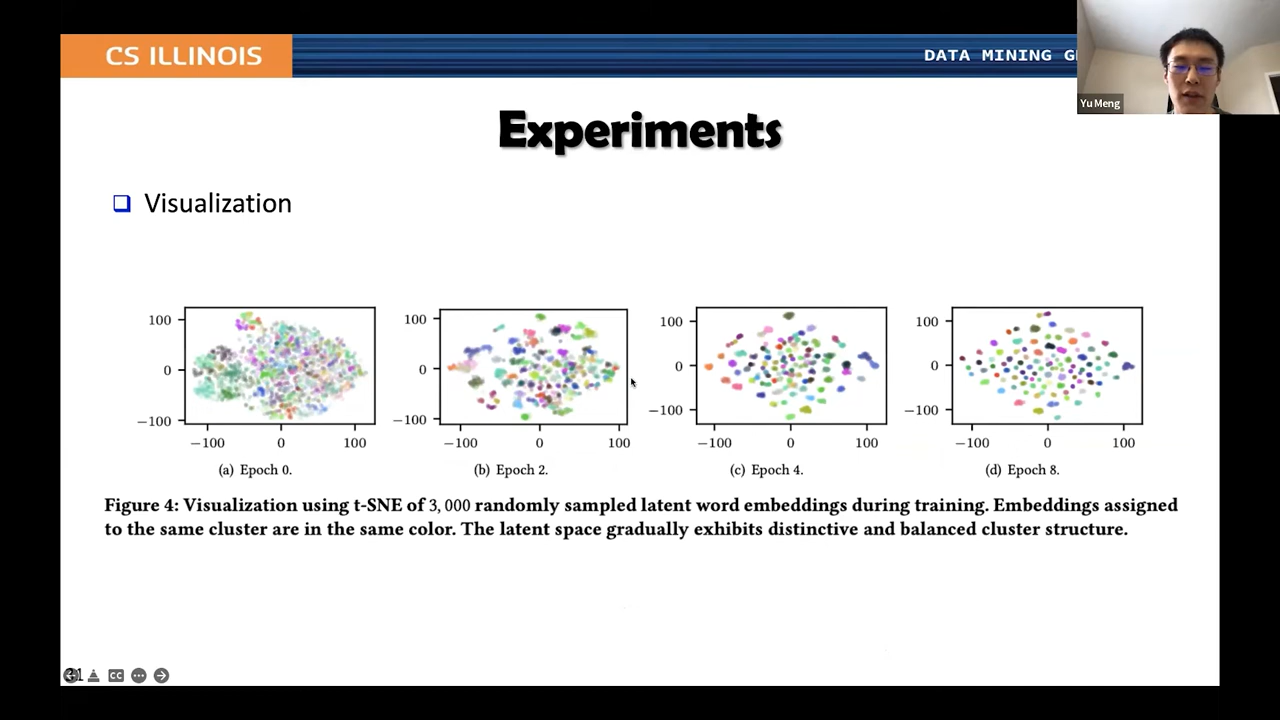 CS ILLINOIS
DATA MINING
Yu Meng
Experiments
Visualization
100
0
−100
−100
0
100
(a) Epoch 0.
100
0
−100
−100
0
100
(b) Epoch 2.
100
0
−100
−100
0
100
(c) Epoch 4.
100
0
−100
−100
0
100
(d) Epoch 8.
Figure 4: Visualization using t-SNE of 3,000 randomly sampled latent word embeddings during training. Embeddings assigned
to the same cluster are in the same color. The latent space gradually exhibits distinctive and balanced cluster structure.
CC